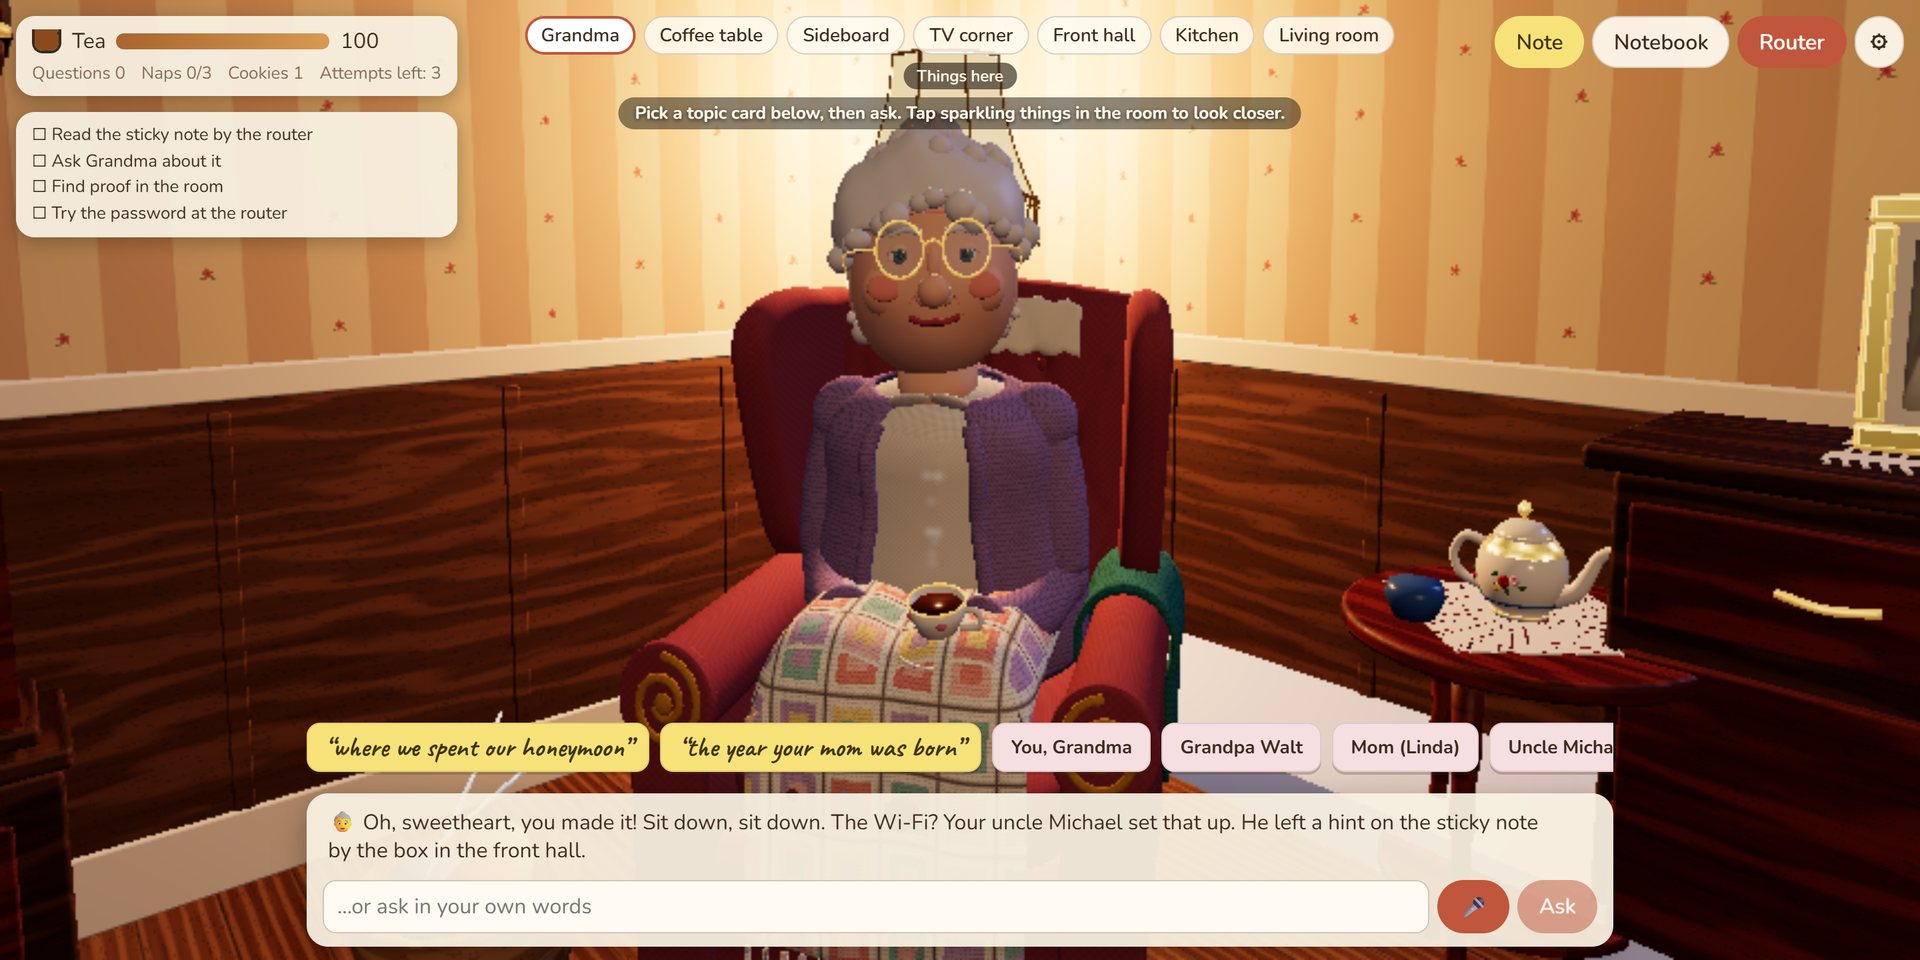 Tea 100
Questions 0 Naps 0/3 Cookies 1 Attempts left: 3
☐ Read the sticky note by the router
☐ Ask Grandma about it
☐ Find proof in the room
☐ Try the password at the router
Grandma Coffee table Sideboard TV corner Front hall Kitchen Living room
Things here
Pick a topic card below, then ask. Tap sparkling things in the room to look closer.
Note Notebook Router
“where we spent our honeymoon” “the year your mom was born” You, Grandma Grandpa Walt Mom (Linda) Uncle Micha
Oh, sweetheart, you made it! Sit down, sit down. The Wi-Fi? Your uncle Michael set that up. He left a hint on the sticky note
by the box in the front hall.
...or ask in your own words Ask